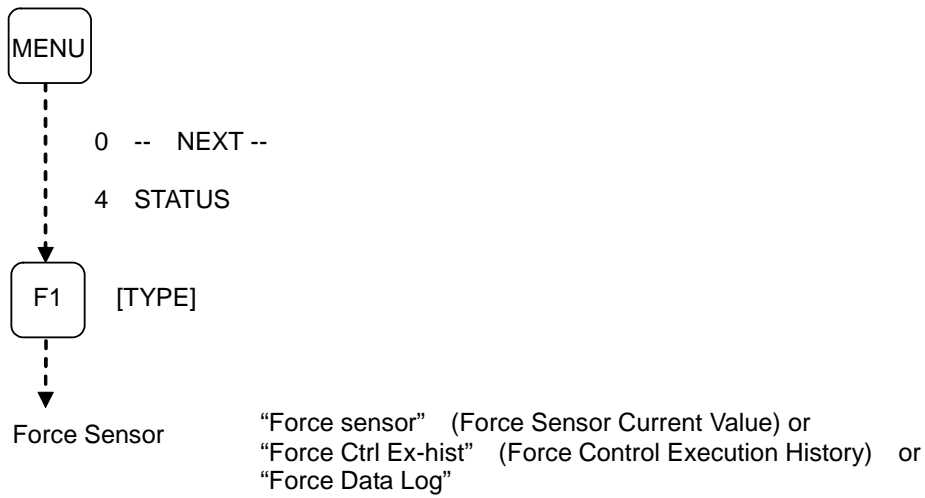 MENU
0 -- NEXT --
4 STATUS
F1 [TYPE]
Force Sensor “Force sensor” (Force Sensor Current Value) or
“Force Ctrl Ex-hist” (Force Control Execution History) or
“Force Data Log”